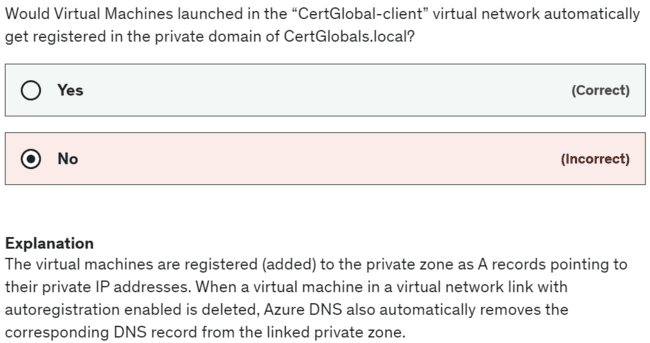 Would Virtual Machines launched in the “CertGlobal-client” virtual network automatically
get registered in the private domain of CertGlobals.local?
Yes (Correct)
No (Incorrect)
Explanation
The virtual machines are registered (added) to the private zone as A records pointing to
their private IP addresses. When a virtual machine in a virtual network link with
autoregistration enabled is deleted, Azure DNS also automatically removes the
corresponding DNS record from the linked private zone.